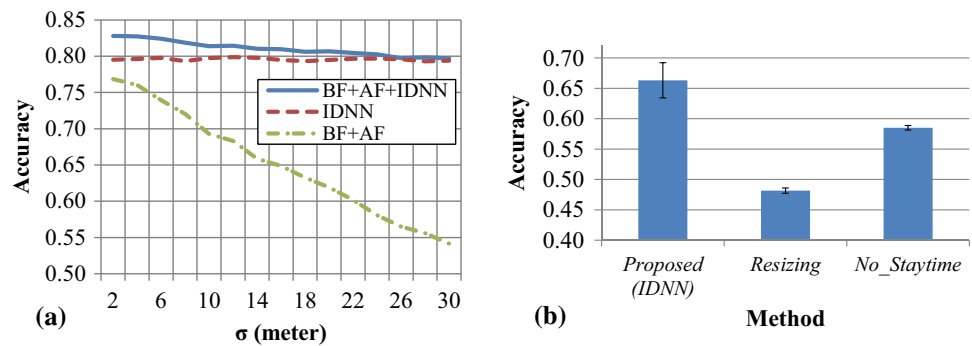 0.85
0.80
0.75
0.70
0.65
0.60
0.55
0.50
Accuracy
BF+AF+IDNN
IDNN
BF+AF
2 6 10 14 18 22 26 30
(a)
σ (meter)
0.70
0.65
0.60
0.55
0.50
0.45
0.40
Accuracy
Proposed (IDNN)
Resizing
No_Staytime
(b)
Method